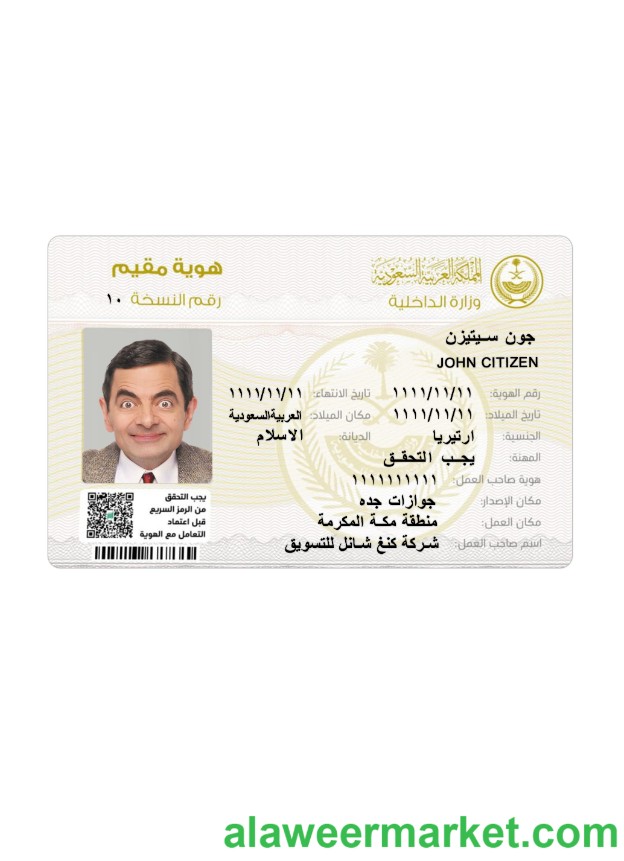 المملكة العربية السعودية
وزارة الداخلية
هوية مقيم
رقم النسخة ١٠
جون سيتيزن
JOHN CITIZEN
رقم الهوية: ١١١١/١١/١١ تاريخ الانتهاء: ١١١١/١١/١١
تاريخ الميلاد: ١١١١/١١/١١ مكان الميلاد: العربيةالسعودية
الجنسية: ارتيريا الديانة: الاسلام
المهنة: يجب التحقق
هوية صاحب العمل: ١١١١١١١١١١
مكان الإصدار: جوازات جده
مكان العمل: منطقة مكة المكرمة
اسم صاحب العمل: شركة كنغ شانل للتسويق
يجب التحقق
من الرمز السريع
قبل اعتماد
التعامل مع الهوية
alaweermarket.com